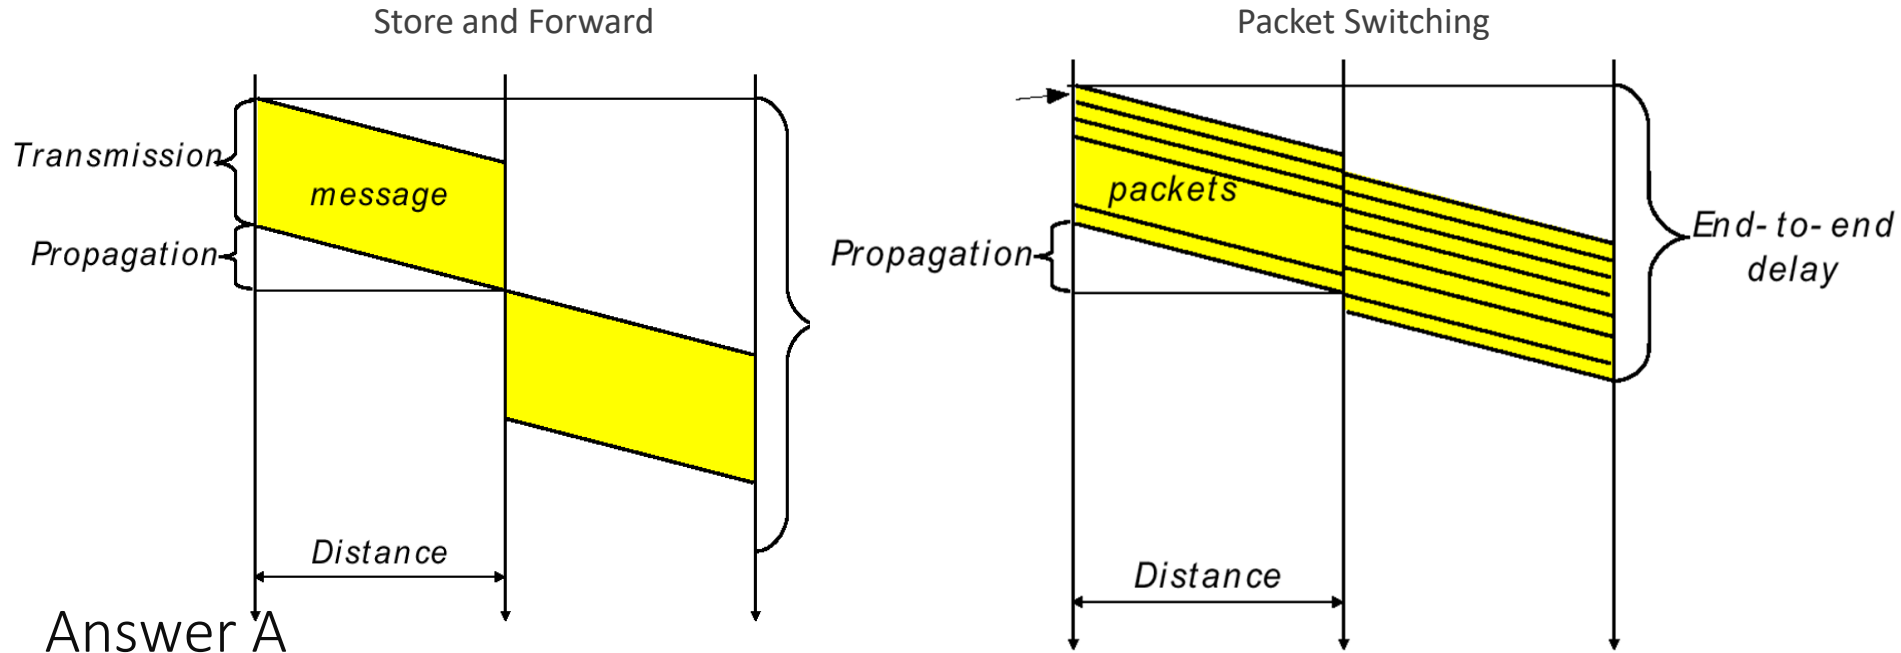 Store and Forward
Packet Switching
Transmission
message
Propagation
Distance
Answer A
packets
Propagation
End-to-end
delay
Distance